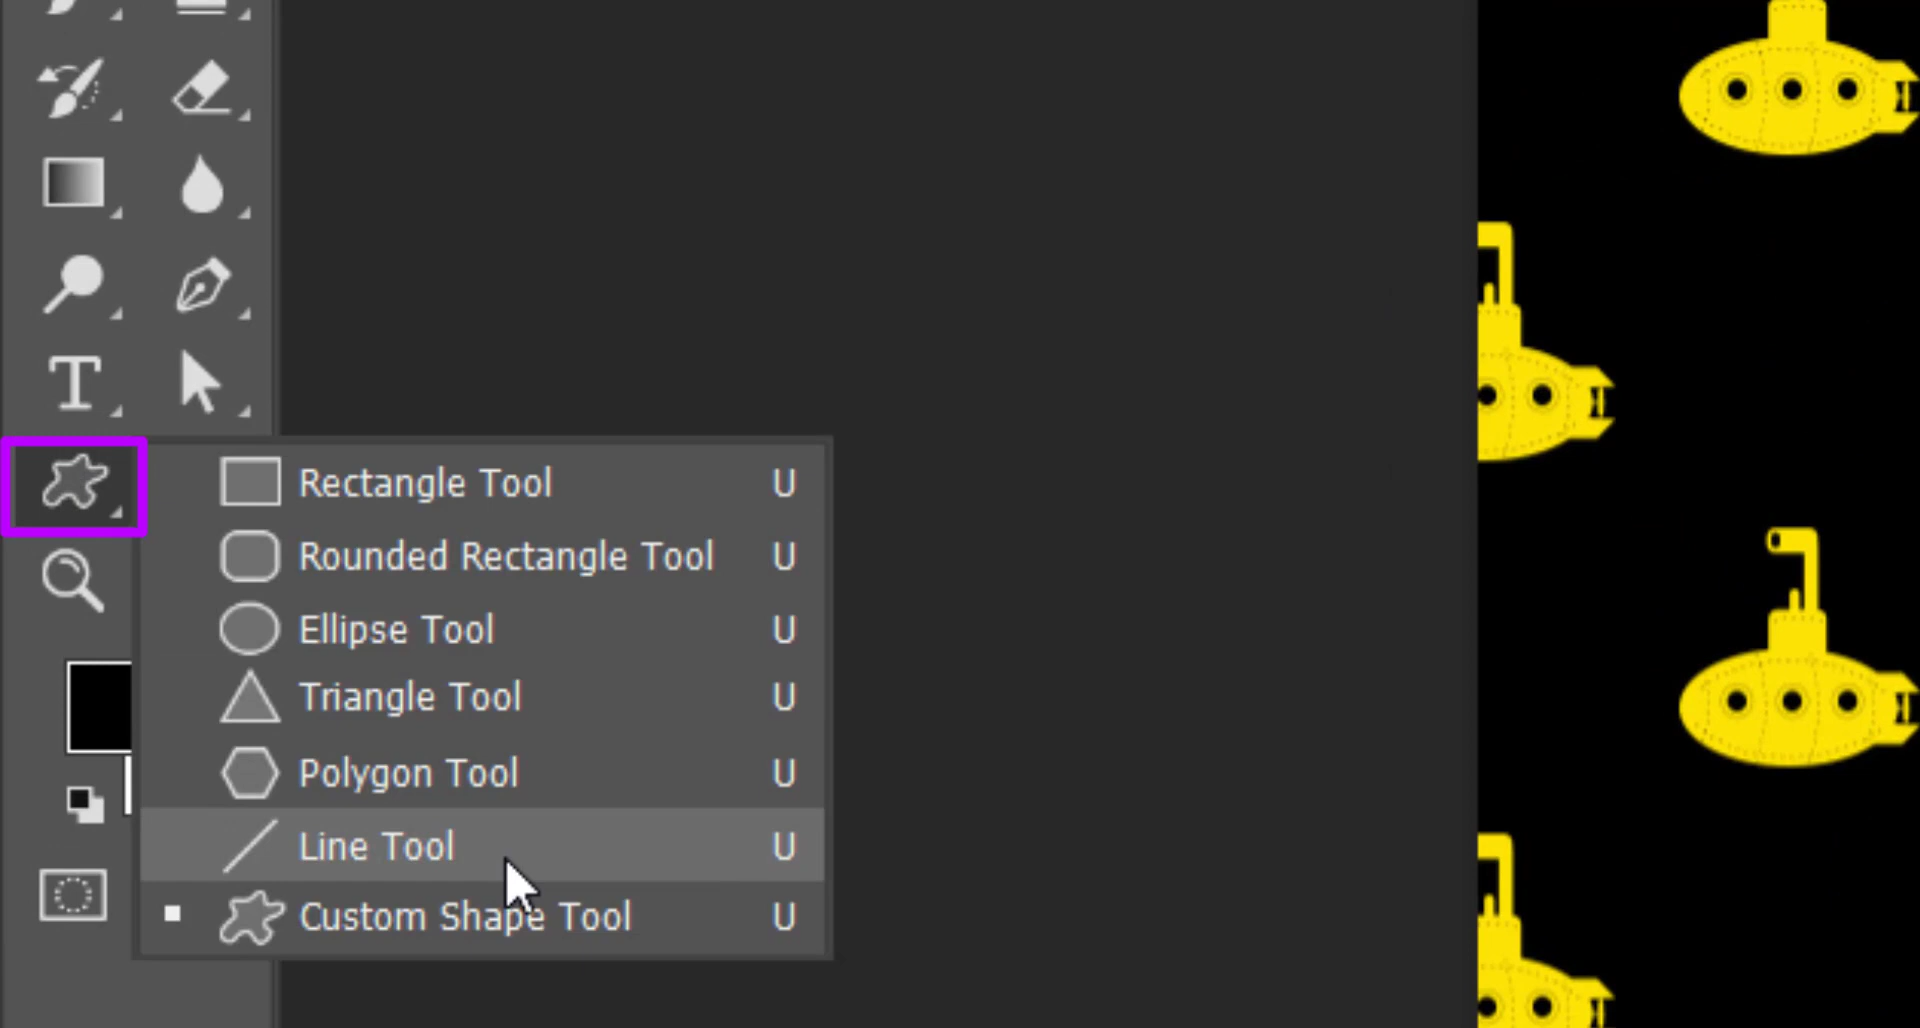 Rectangle Tool U
Rounded Rectangle Tool U
Ellipse Tool U
Triangle Tool U
Polygon Tool U
Line Tool U
Custom Shape Tool U